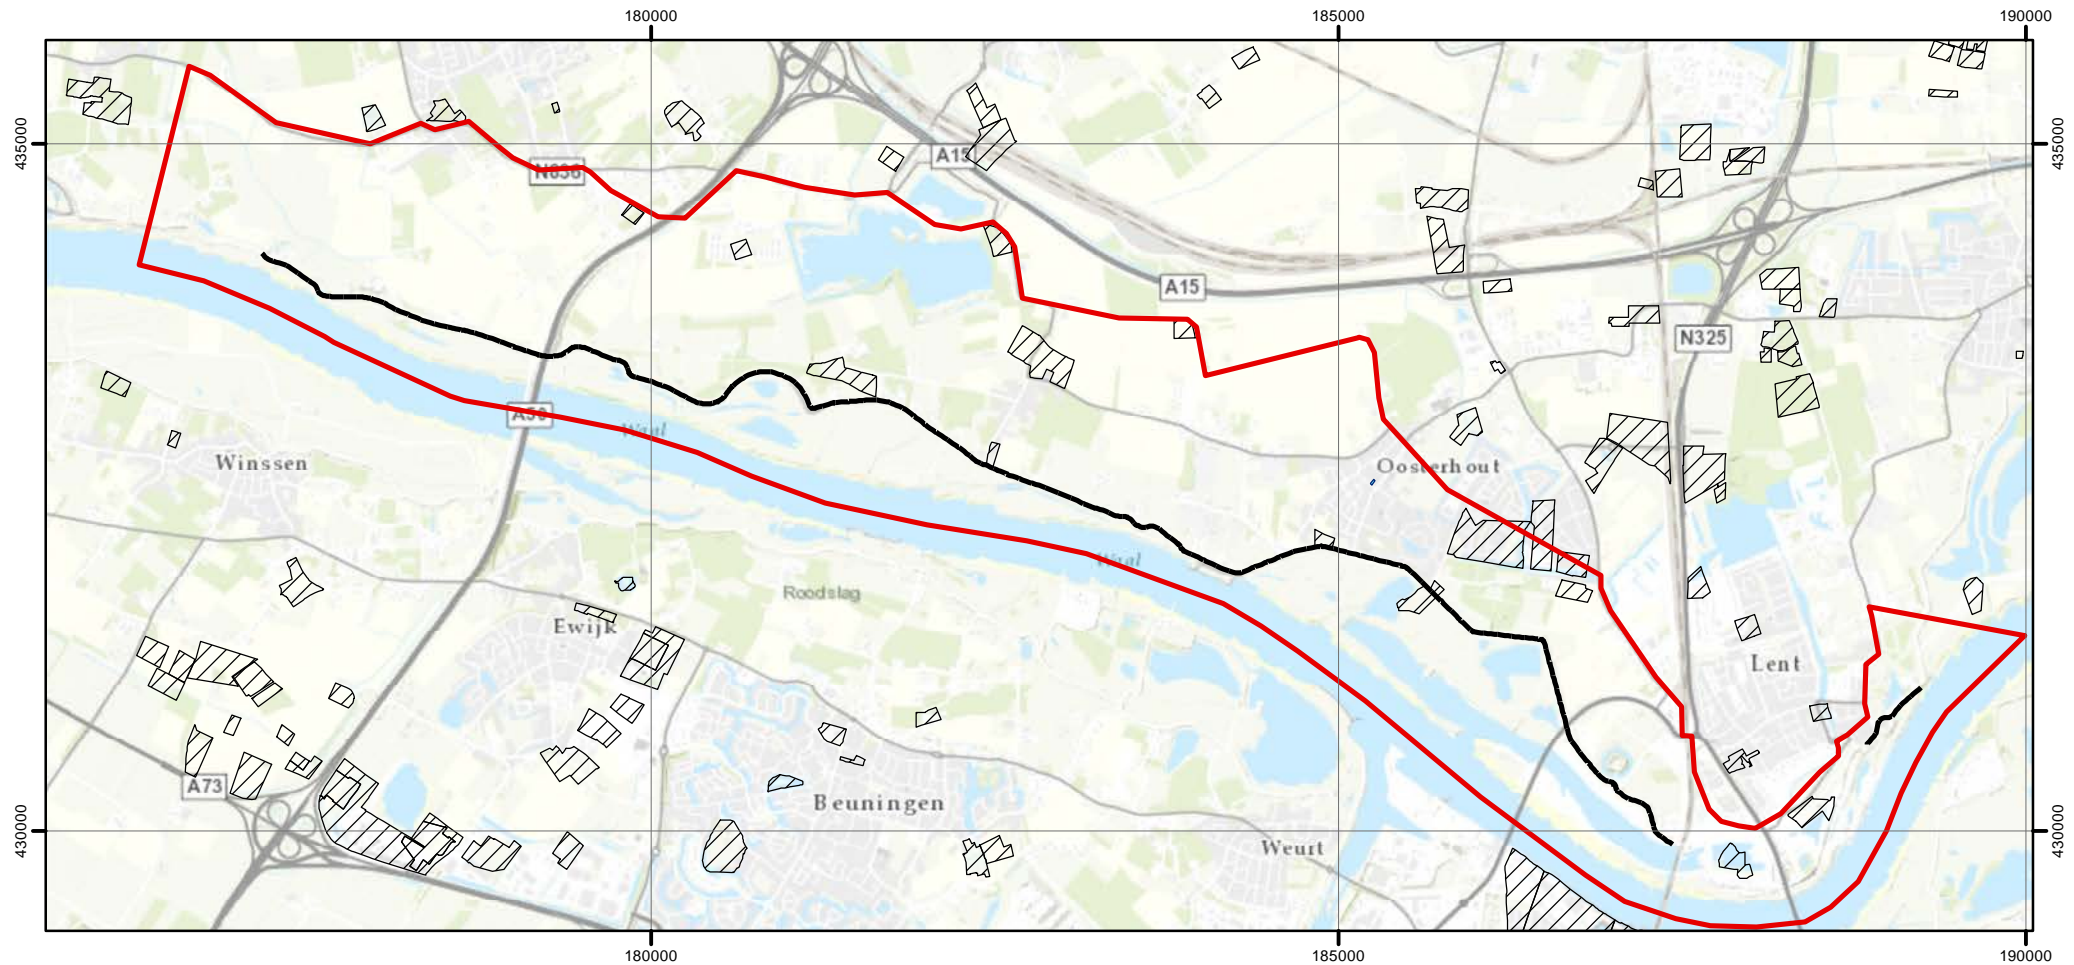 180000
185000
190000
435000
435000
A15
N836
A15
N325
A50
Waal
Winssen
Oosterhout
Waal
Roodslag
Ewijk
Lent
A73
Beuningen
430000
430000
Weurt
180000
185000
190000